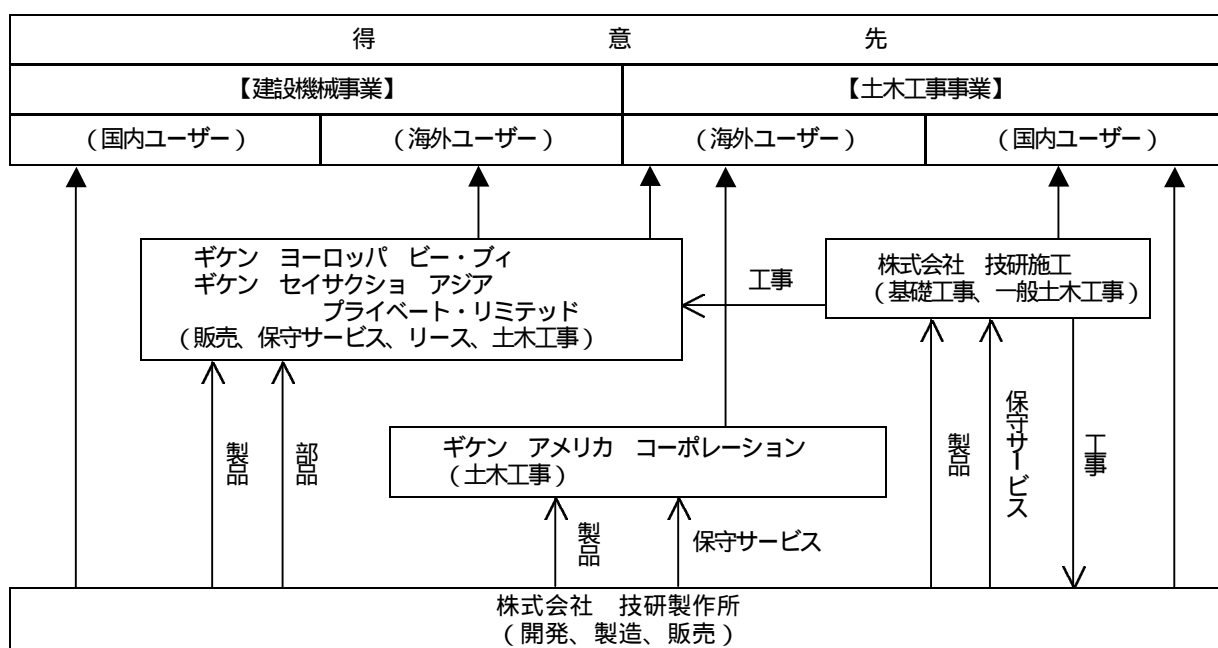 得　　意　　先
【建設機械事業】
【土木工事事業】
（国内ユーザー）
（海外ユーザー）
（海外ユーザー）
（国内ユーザー）
ギケン　ヨーロッパ　ビー・ブィ
ギケン　セイサクショ　アジア
プライベート・リミテッド
（販売、保守サービス、リース、土木工事）
工事
株式会社　技研施工
（基礎工事、一般土木工事）
製品
部品
ギケン　アメリカ　コーポレーション
（土木工事）
製品
保守サービス
製品
保守サービス
工事
株式会社　技研製作所
（開発、製造、販売）